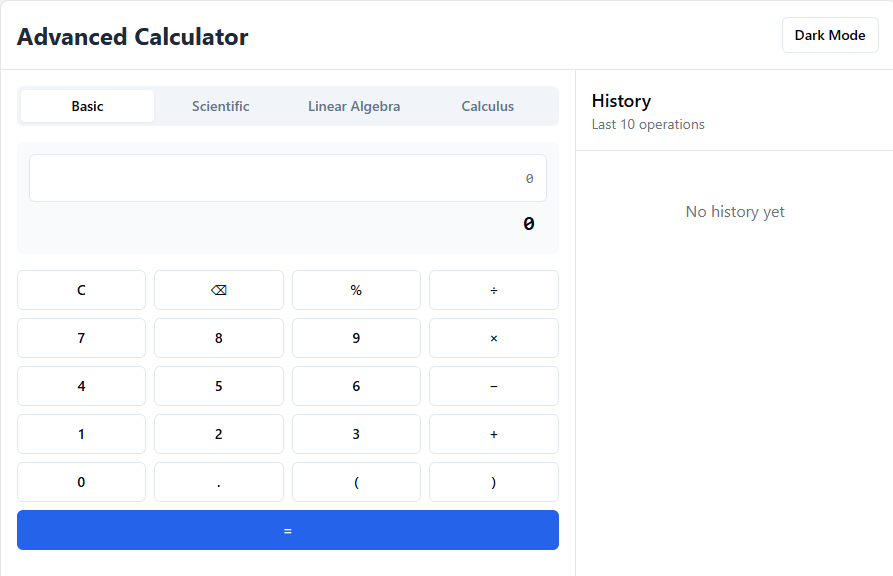 Advanced Calculator
Dark Mode
Basic Scientific Linear Algebra Calculus
0
0
C ⌫ % ÷
7 8 9 ×
4 5 6 −
1 2 3 +
0 . ( )
=
History
Last 10 operations
No history yet